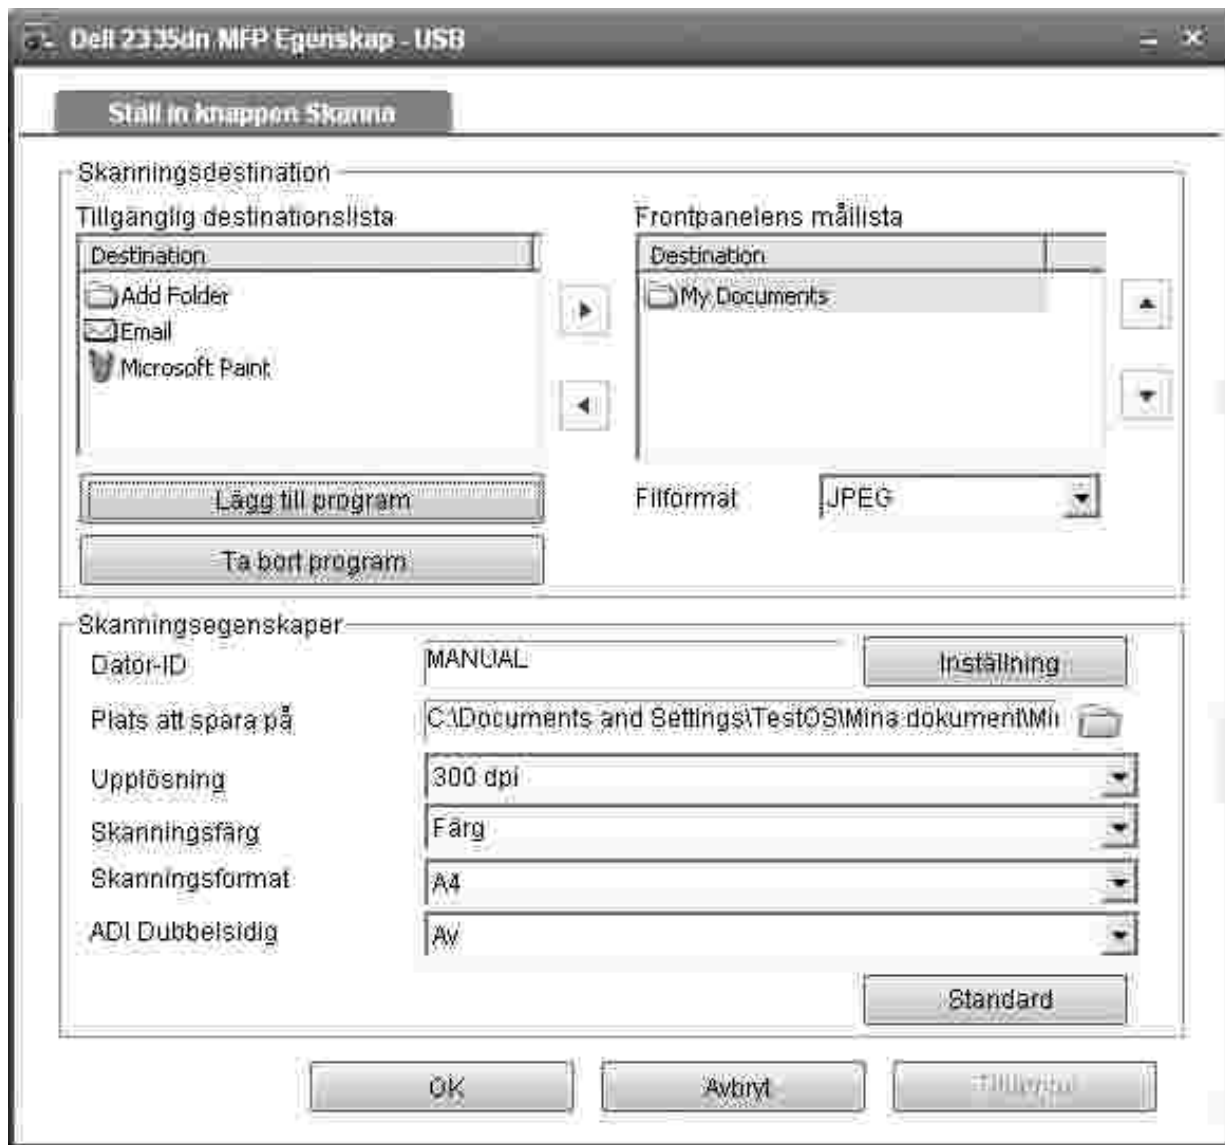 Dell 2335dn MFP Egenskap - USB
Ställ in knappen Skanna
Skanningsdestination
Tillgänglig destinationslista
Destination
Add Folder
Email
Microsoft Paint
Lägg till program
Ta bort program
Frontpanelens mållista
Destination
My Documents
Filformat JPEG
Skanningsegenskaper
Dator-ID MANUAL Inställning
Plats att spara på C:\Documents and Settings\TestOS\Mina dokument\Mi
Upplösning 300 dpi
Skanningsfärg Färg
Skanningsformat A4
ADI Dubbelsidig Av
Standard
OK Avbryt